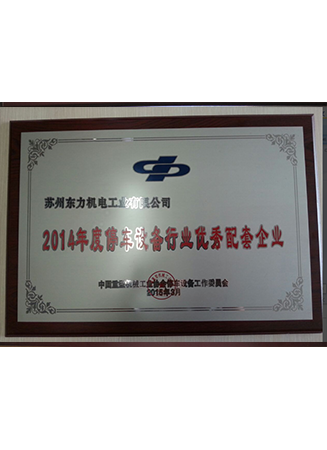 苏州东力机电工业有限公司
2014年度停车设备行业优秀配套企业
中国重型机械工业协会停车设备工作委员会
2015年3月